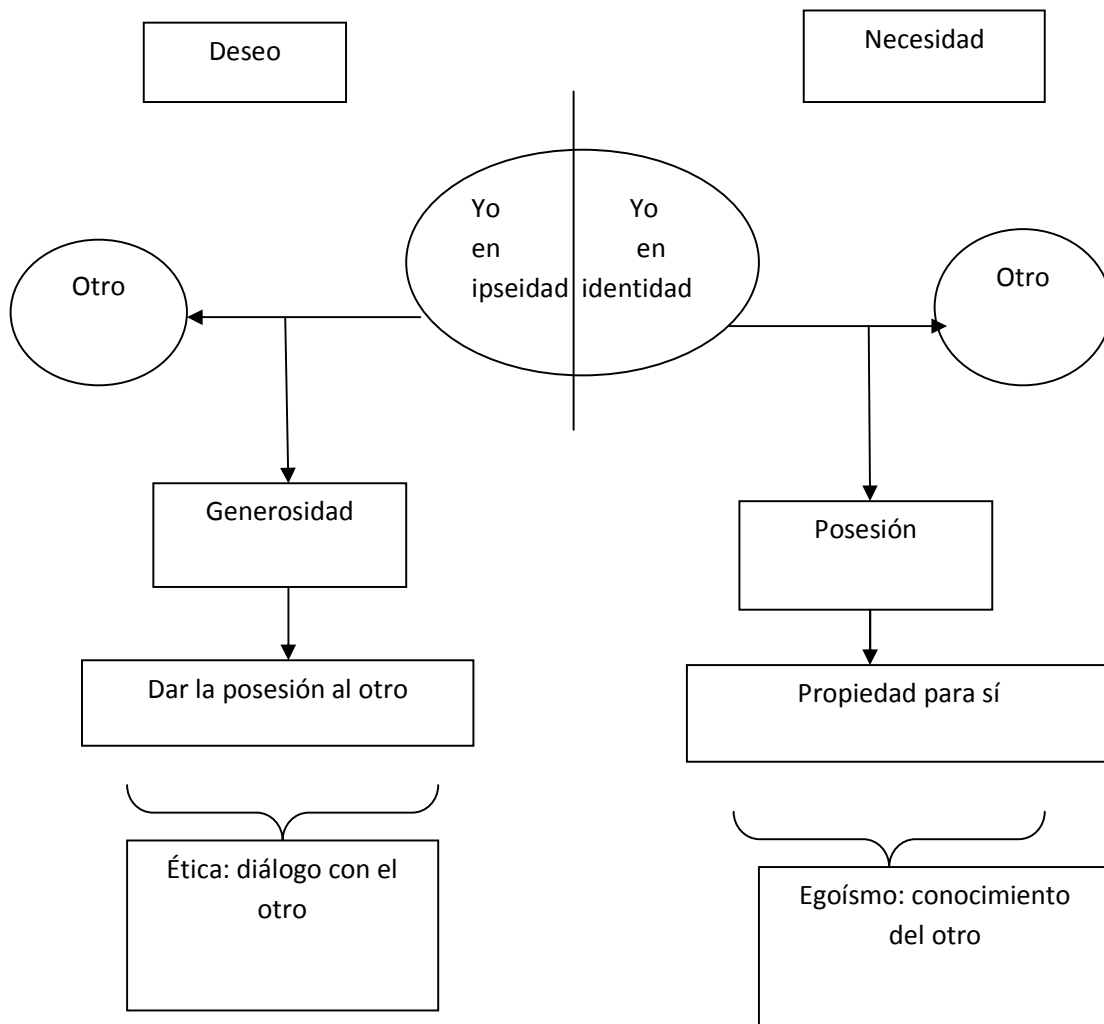 Deseo
Necesidad
Yo
en
ipseidad
Yo
en
identidad
Otro
Otro
Generosidad
Posesión
Dar la posesión al otro
Propiedad para sí
Ética: diálogo con el
otro
Egoísmo: conocimiento
del otro